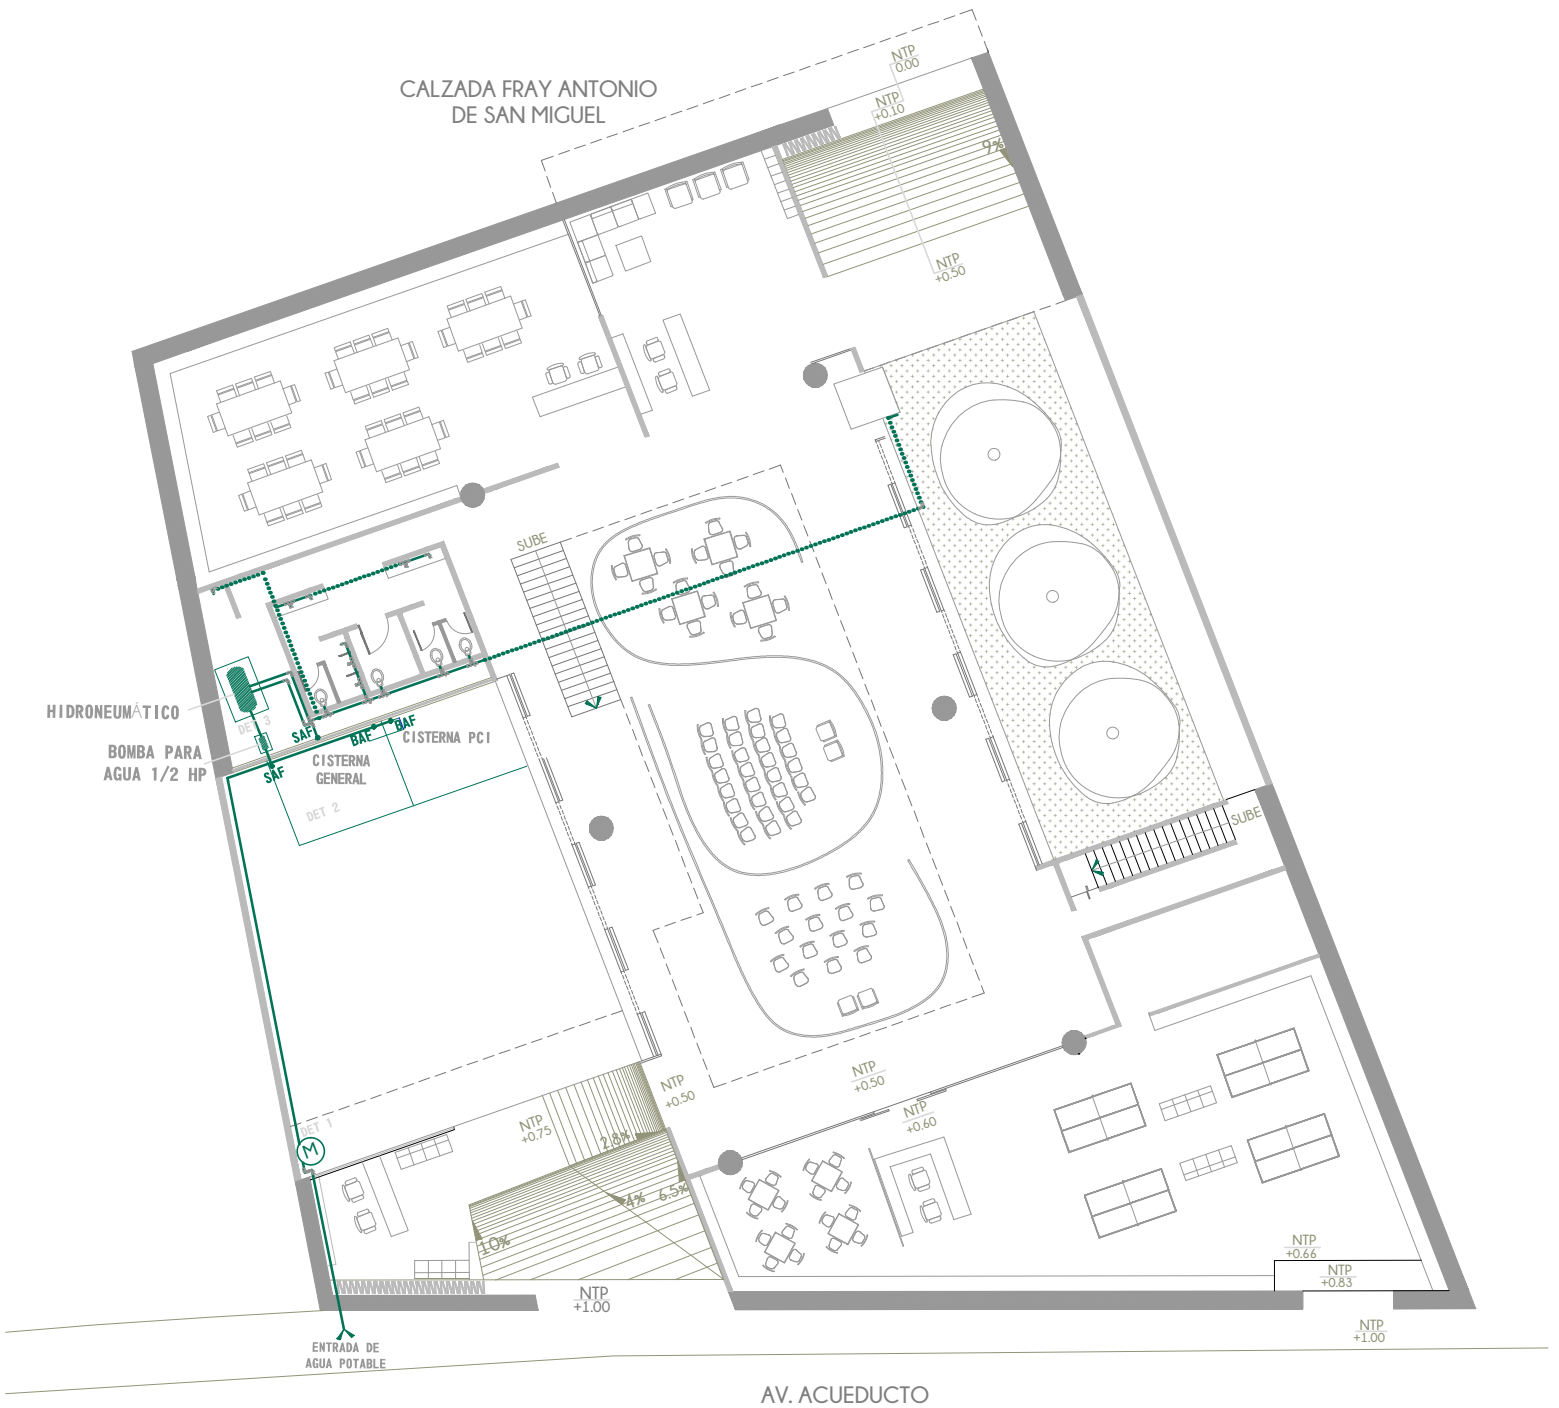 CALZADA FRAY ANTONIO
DE SAN MIGUEL
NTP
0.00
NTP
+0.10
9%
NTP
+0.50
SUBE
HIDRONEUMÁTICO
DET 3
BOMBA PARA
AGUA 1/2 HP
SAF
SAF
BAF
BAF
CISTERNA PCI
CISTERNA
GENERAL
DET 2
SUBE
DET 1
M
NTP
+0.75
2.8%
NTP
+0.50
NTP
+0.50
NTP
+0.60
4%
6.5%
10%
NTP
+1.00
NTP
+0.66
NTP
+0.83
NTP
+1.00
ENTRADA DE
AGUA POTABLE
AV. ACUEDUCTO